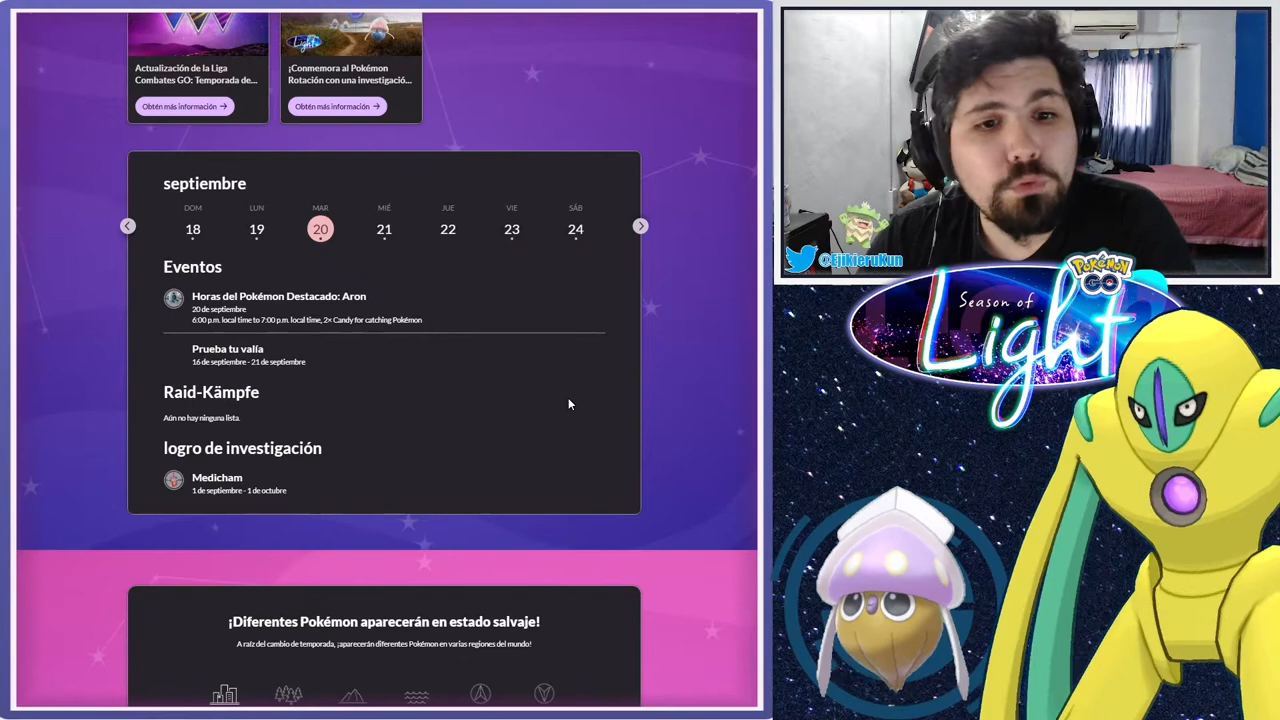 Actualización de la Liga
Combates GO: Temporada de...
Obtén más información →
Light
¡Conmemora al Pokémon
Rotación con una investigació...
Obtén más información →
septiembre
DOM LUN MAR MIÉ JUE VIE SÁB
18 19 20 21 22 23 24
Eventos
Horas del Pokémon Destacado: Aron
20 de septiembre
6:00 p.m. local time to 7:00 p.m. local time, 2× Candy for catching Pokémon
Prueba tu valía
16 de septiembre - 21 de septiembre
Raid-Kämpfe
Aún no hay ninguna lista.
logro de investigación
Medicham
1 de septiembre - 1 de octubre
¡Diferentes Pokémon aparecerán en estado salvaje!
A raíz del cambio de temporada, ¡aparecerán diferentes Pokémon en varias regiones del mundo!
@EjikieruKun
POKÉMON
GO
Season of
Light